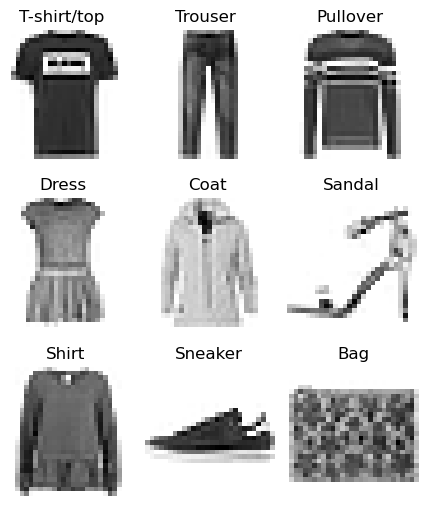 T-shirt/top
Trouser
Pullover
Dress
Coat
Sandal
Shirt
Sneaker
Bag